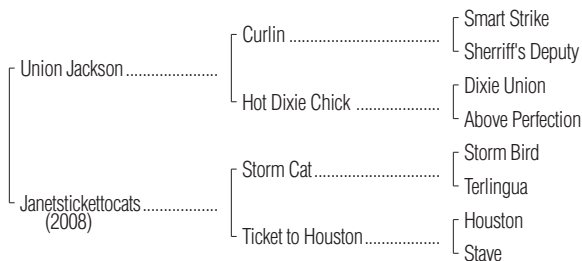 Smart Strike
Curlin
Sherriff's Deputy
Union Jackson
Dixie Union
Hot Dixie Chick
Above Perfection
Storm Bird
Storm Cat
Terlingua
Janetstickettocats
(2008)
Houston
Ticket to Houston
Stave